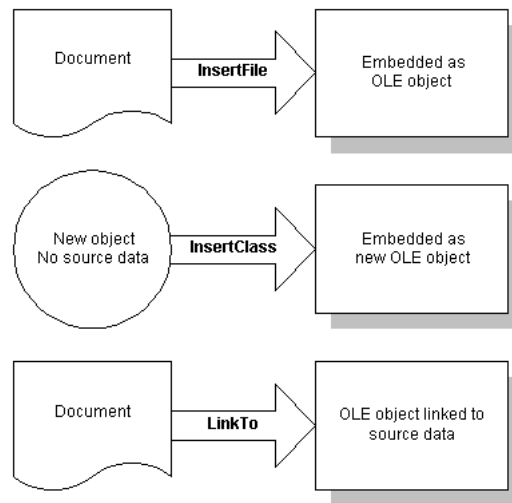 Document
InsertFile
Embedded as
OLE object
New object
No source data
InsertClass
Embedded as
new OLE object
Document
LinkTo
OLE object linked to
source data